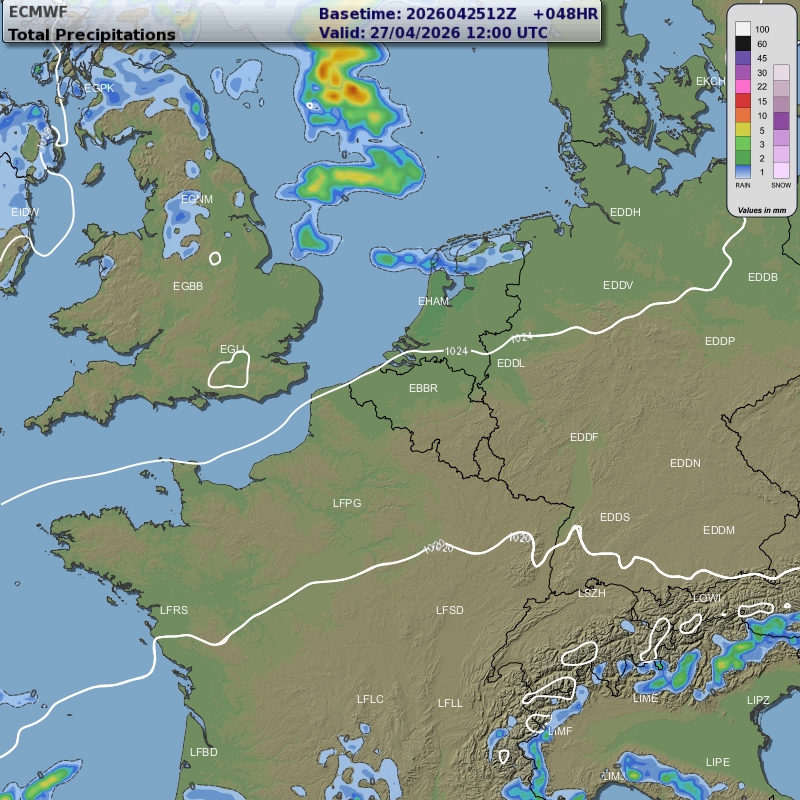 ECMWF
Basetime: 2026042512Z +048HR
Total Precipitations
Valid: 27/04/2026 12:00 UTC
100
60
45
30
22
15
10
5
3
2
1
RAIN SNOW
Values in mm
EGPK
EKCH
EIDW
EGNM
EDDH
EGBB
EDDV
EDDB
EHAM
EGLL
1024
1024
EDDP
EDDL
EBBR
EDDF
EDDN
LFPG
EDDS
EDDM
1020
1020
LSZH
LOWI
LFRS
LFSD
LFLC
LFLL
LIME
LIPZ
LIMF
LFBD
LIPE